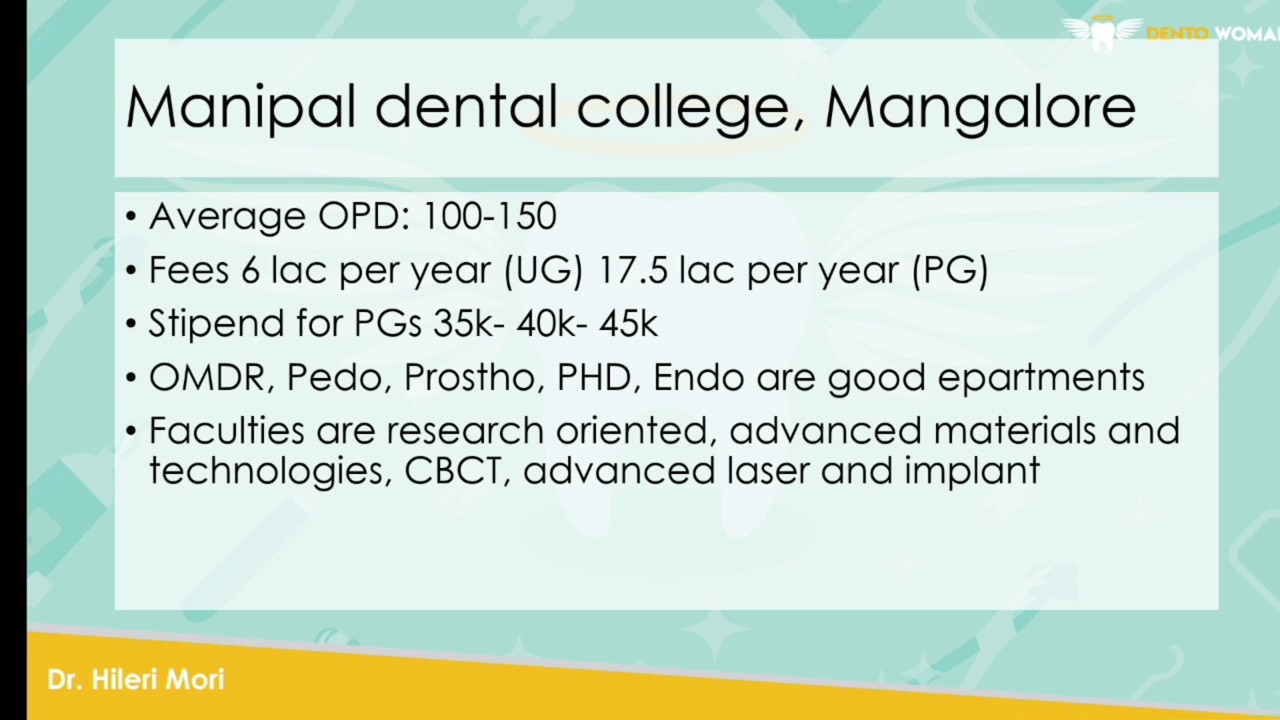 DENTO WOMA
Manipal dental college, Mangalore
• Average OPD: 100-150
• Fees 6 lac per year (UG) 17.5 lac per year (PG)
• Stipend for PGs 35k- 40k- 45k
• OMDR, Pedo, Prostho, PHD, Endo are good epartments
• Faculties are research oriented, advanced materials and
technologies, CBCT, advanced laser and implant
Dr. Hileri Mori